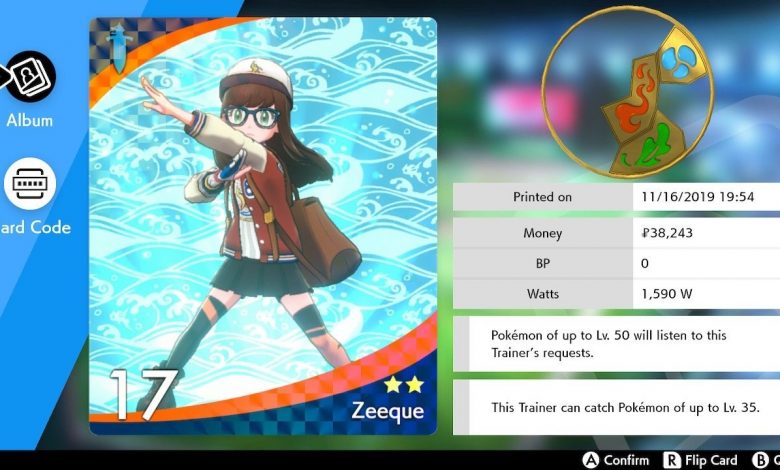 Album
ard Code
17
Zeeque
Printed on 11/16/2019 19:54
Money ₽38,243
BP 0
Watts 1,590 W
Pokémon of up to Lv. 50 will listen to this
Trainer's requests.
This Trainer can catch Pokémon of up to Lv. 35.
A Confirm R Flip Card B